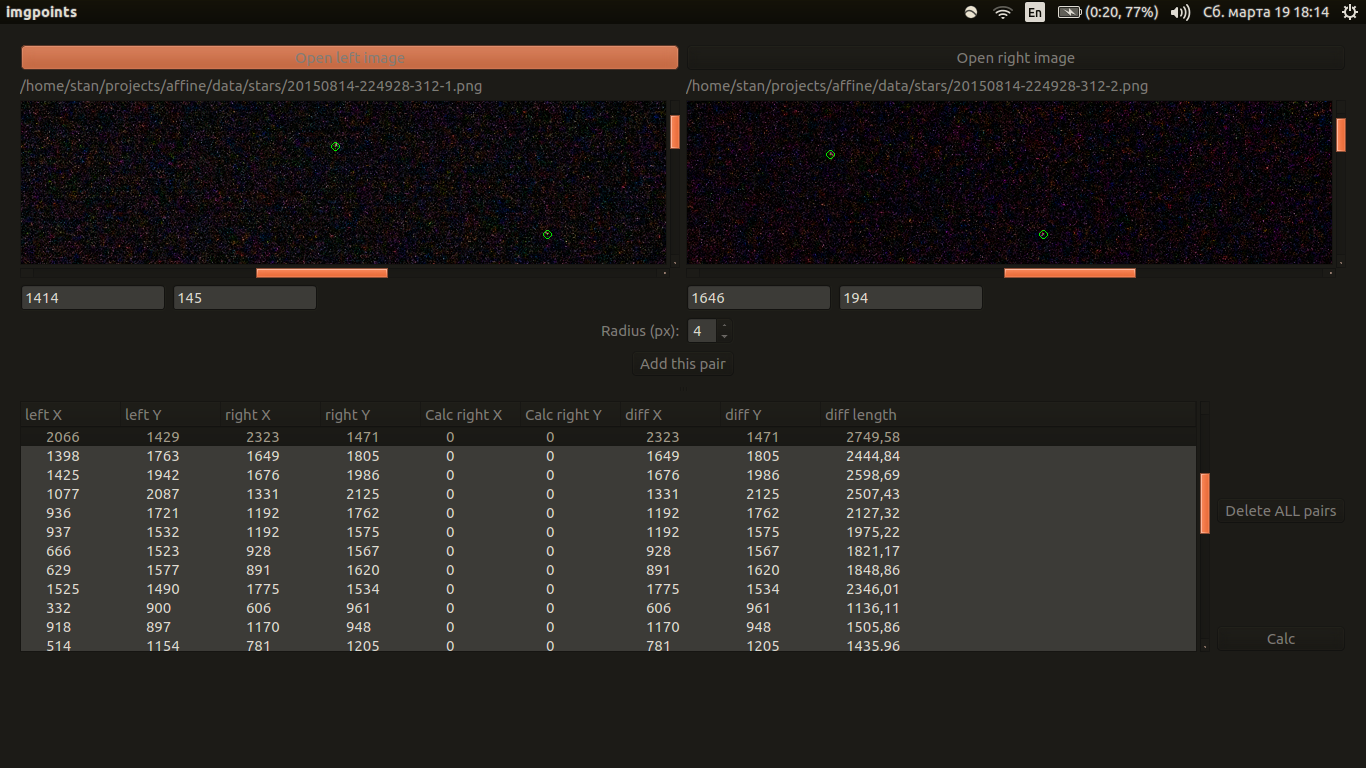 imgpoints En (0:20, 77%) Сб. марта 19 18:14
Open left image Open right image
/home/stan/projects/affine/data/stars/20150814-224928-312-1.png /home/stan/projects/affine/data/stars/20150814-224928-312-2.png
1414 145 1646 194
Radius (px): 4
Add this pair
left X left Y right X right Y Calc right X Calc right Y diff X diff Y diff length
2066 1429 2323 1471 0 0 2323 1471 2749,58
1398 1763 1649 1805 0 0 1649 1805 2444,84
1425 1942 1676 1986 0 0 1676 1986 2598,69
1077 2087 1331 2125 0 0 1331 2125 2507,43
936 1721 1192 1762 0 0 1192 1762 2127,32
Delete ALL pairs
937 1532 1192 1575 0 0 1192 1575 1975,22
666 1523 928 1567 0 0 928 1567 1821,17
629 1577 891 1620 0 0 891 1620 1848,86
1525 1490 1775 1534 0 0 1775 1534 2346,01
332 900 606 961 0 0 606 961 1136,11
918 897 1170 948 0 0 1170 948 1505,86
514 1154 781 1205 0 0 781 1205 1435,96
Calc